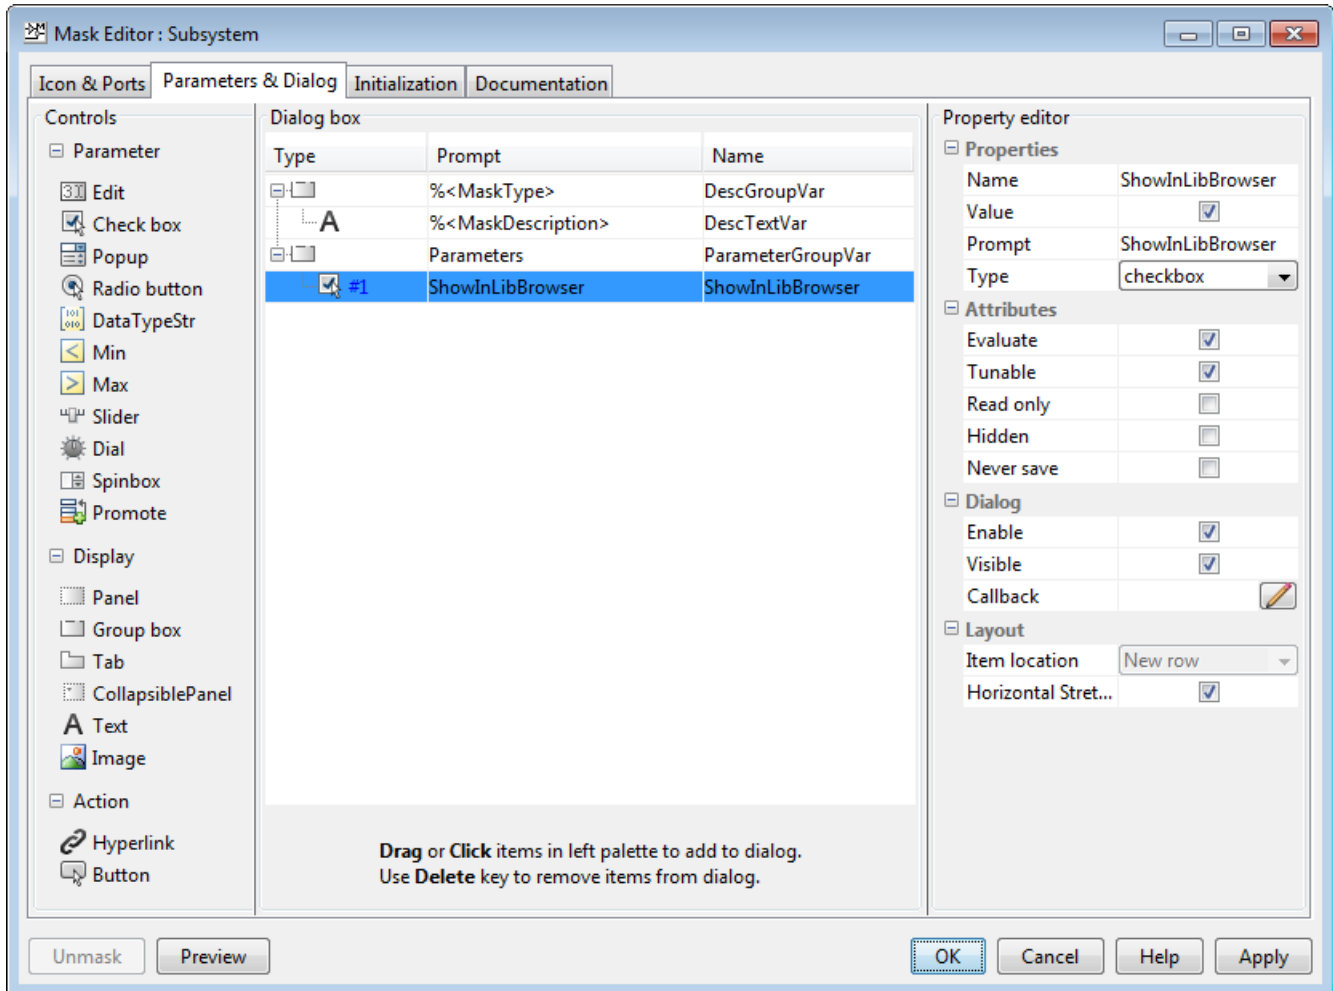 Mask Editor : Subsystem
Icon & Ports
Parameters & Dialog
Initialization
Documentation
Controls
Parameter
Edit
Check box
Popup
Radio button
DataTypeStr
Min
Max
Slider
Dial
Spinbox
Promote
Display
Panel
Group box
Tab
CollapsiblePanel
Text
Image
Action
Hyperlink
Button
Dialog box
Type Prompt Name
%<MaskType> DescGroupVar
A %<MaskDescription> DescTextVar
Parameters ParameterGroupVar
#1 ShowInLibBrowser ShowInLibBrowser
Drag or Click items in left palette to add to dialog.
Use Delete key to remove items from dialog.
Property editor
Properties
Name ShowInLibBrowser
Value
Prompt ShowInLibBrowser
Type checkbox
Attributes
Evaluate
Tunable
Read only
Hidden
Never save
Dialog
Enable
Visible
Callback
Layout
Item location New row
Horizontal Stret...
Unmask
Preview
OK
Cancel
Help
Apply